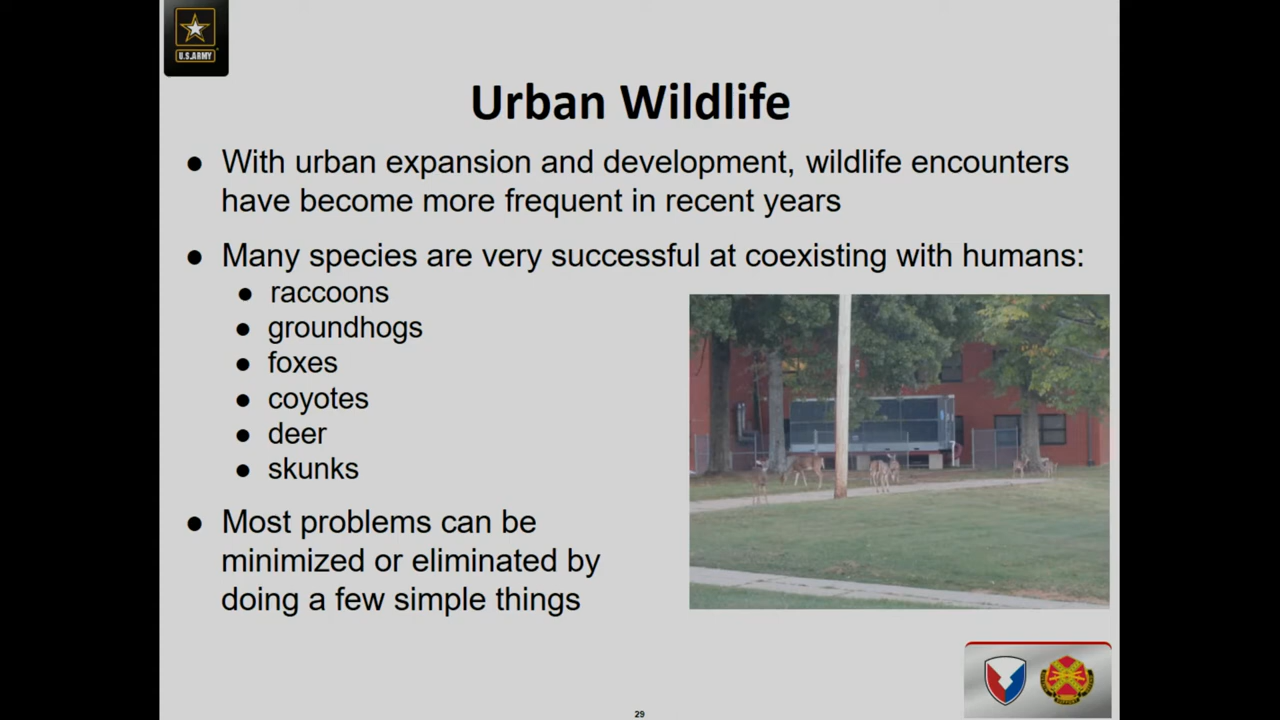 U.S.ARMY
Urban Wildlife
● With urban expansion and development, wildlife encounters
have become more frequent in recent years
● Many species are very successful at coexisting with humans:
● raccoons
● groundhogs
● foxes
● coyotes
● deer
● skunks
● Most problems can be
minimized or eliminated by
doing a few simple things
29